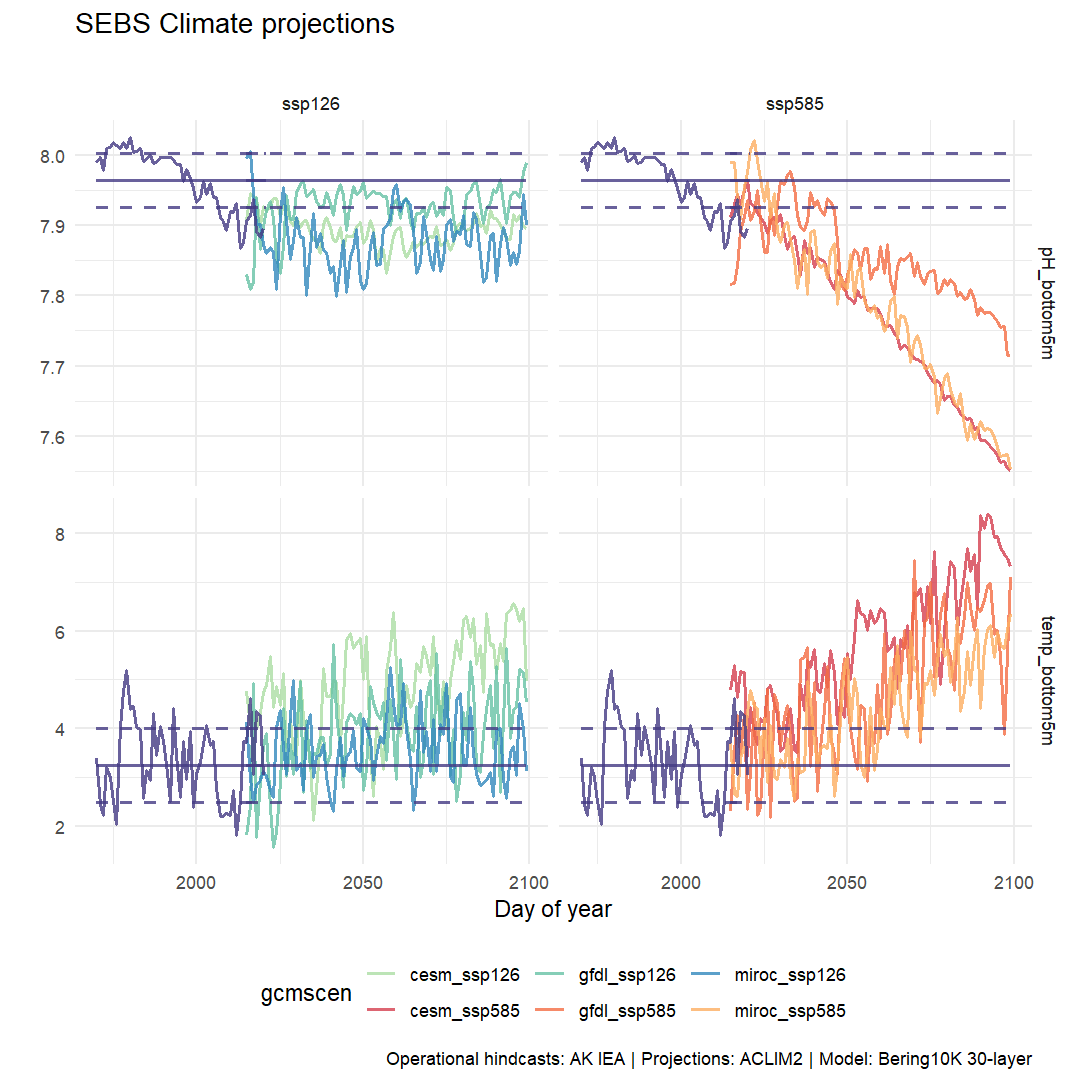 SEBS Climate projections
ssp126
ssp585
8.0
7.9
7.8
7.7
7.6
pH_bottom5m
8
6
4
2
temp_bottom5m
2000
2050
2100
2000
2050
2100
Day of year
gcmscen
cesm_ssp126
gfdl_ssp126
miroc_ssp126
cesm_ssp585
gfdl_ssp585
miroc_ssp585
Operational hindcasts: AK IEA | Projections: ACLIM2 | Model: Bering10K 30-layer